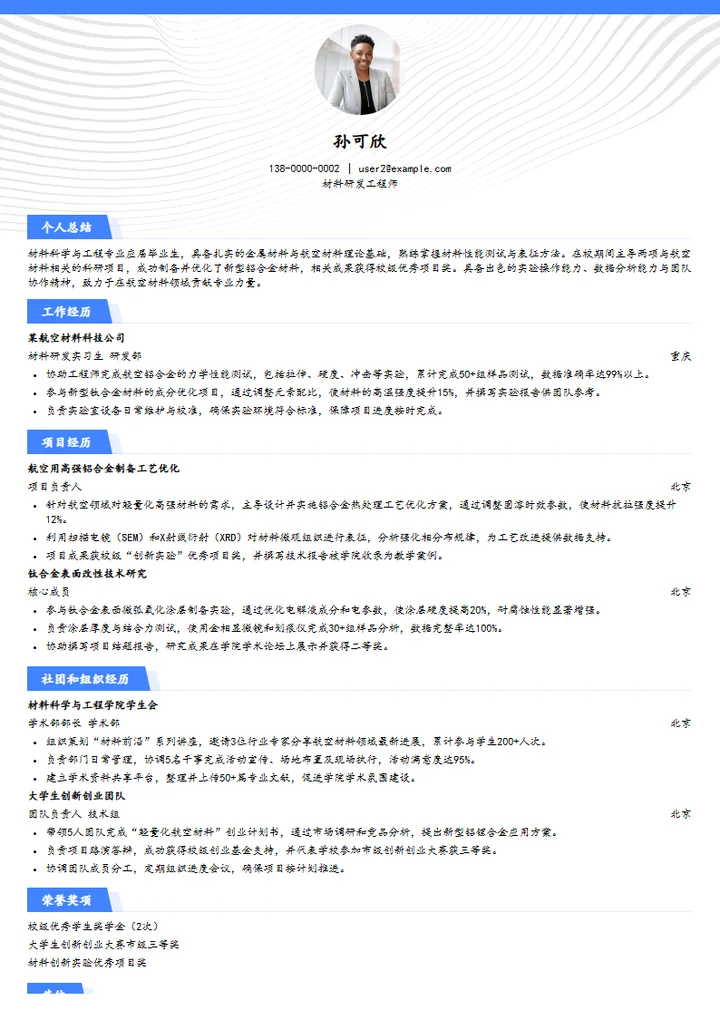 孙可欣
138-0000-0002 | user2@example.com
材料研发工程师
个人总结
材料科学与工程专业应届毕业生，具备扎实的金属材料与航空材料理论基础，熟练掌握材料性能测试与表征方法。在校期间主导两项与航空
材料相关的科研项目，成功制备并优化了新型铝合金材料，相关成果获得校级优秀项目奖。具备出色的实验操作能力、数据分析能力与团队
协作精神，致力于在航空材料领域贡献专业力量。
工作经历
某航空材料科技公司
材料研发实习生 研发部 重庆
• 协助工程师完成航空铝合金的力学性能测试，包括拉伸、硬度、冲击等实验，累计完成50+组样品测试，数据准确率达99%以上。
• 参与新型钛合金材料的成分优化项目，通过调整元素配比，使材料的高温强度提升15%，并撰写实验报告供团队参考。
• 负责实验室设备日常维护与校准，确保实验环境符合标准，保障项目进度按时完成。
项目经历
航空用高强铝合金制备工艺优化
项目负责人 北京
• 针对航空领域对轻量化高强材料的需求，主导设计并实施铝合金热处理工艺优化方案，通过调整固溶时效参数，使材料抗拉强度提升
12%。
• 利用扫描电镜（SEM）和X射线衍射（XRD）对材料微观组织进行表征，分析强化相分布规律，为工艺改进提供数据支持。
• 项目成果获校级“创新实验”优秀项目奖，并撰写技术报告被学院收录为教学案例。
钛合金表面改性技术研究
核心成员 北京
• 参与钛合金表面微弧氧化涂层制备实验，通过优化电解液成分和电参数，使涂层硬度提高20%，耐腐蚀性能显著增强。
• 负责涂层厚度与结合力测试，使用金相显微镜和划痕仪完成30+组样品分析，数据完整率达100%。
• 协助撰写项目结题报告，研究成果在学院学术论坛上展示并获得二等奖。
社团和组织经历
材料科学与工程学院学生会
学术部部长 学术部 北京
• 组织策划“材料前沿”系列讲座，邀请3位行业专家分享航空材料领域最新进展，累计参与学生200+人次。
• 负责部门日常管理，协调5名干事完成活动宣传、场地布置及现场执行，活动满意度达95%。
• 建立学术资料共享平台，整理并上传50+篇专业文献，促进学院学术氛围建设。
大学生创新创业团队
团队负责人 技术组 北京
• 带领5人团队完成“轻量化航空材料”创业计划书，通过市场调研和竞品分析，提出新型铝锂合金应用方案。
• 负责项目路演答辩，成功获得校级创业基金支持，并代表学校参加市级创新创业大赛获三等奖。
• 协调团队成员分工，定期组织进度会议，确保项目按计划推进。
荣誉奖项
校级优秀学生奖学金（2次）
大学生创新创业大赛市级三等奖
材料创新实验优秀项目奖